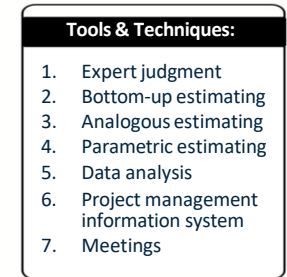 Tools & Techniques:
1. Expert judgment
2. Bottom-up estimating
3. Analogous estimating
4. Parametric estimating
5. Data analysis
6. Project management
information system
7. Meetings